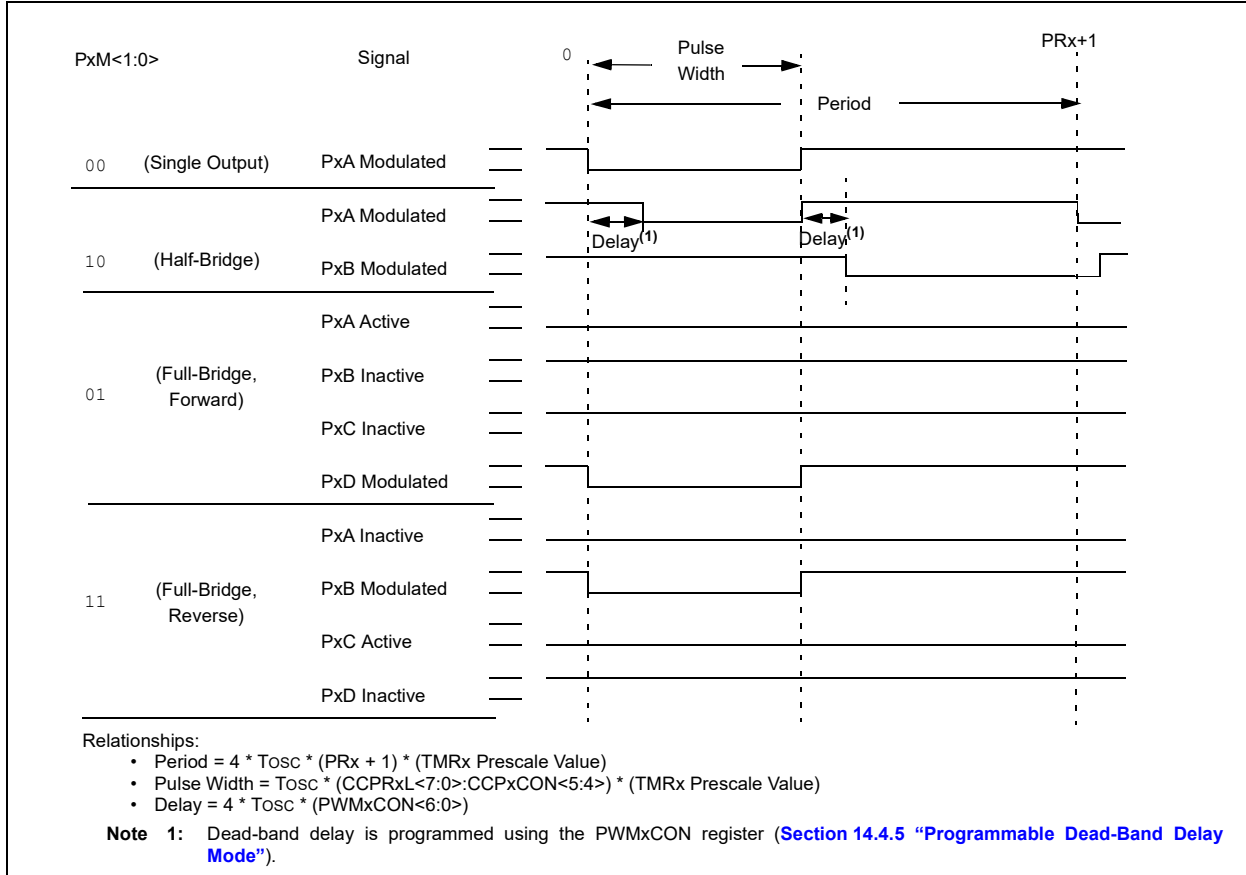 PxM<1:0>
Signal
0
Pulse
Width
PRx+1
Period
00
(Single Output)
PxA Modulated
PxA Modulated
Delay(1)
Delay(1)
10
(Half-Bridge)
PxB Modulated
PxA Active
01
(Full-Bridge,
Forward)
PxB Inactive
PxC Inactive
PxD Modulated
PxA Inactive
11
(Full-Bridge,
Reverse)
PxB Modulated
PxC Active
PxD Inactive
Relationships:
• Period = 4 * TOSC * (PRx + 1) * (TMRx Prescale Value)
• Pulse Width = TOSC * (CCPRxL<7:0>:CCPxCON<5:4>) * (TMRx Prescale Value)
• Delay = 4 * TOSC * (PWMxCON<6:0>)
Note 1: Dead-band delay is programmed using the PWMxCON register (Section 14.4.5 “Programmable Dead-Band Delay
Mode”).